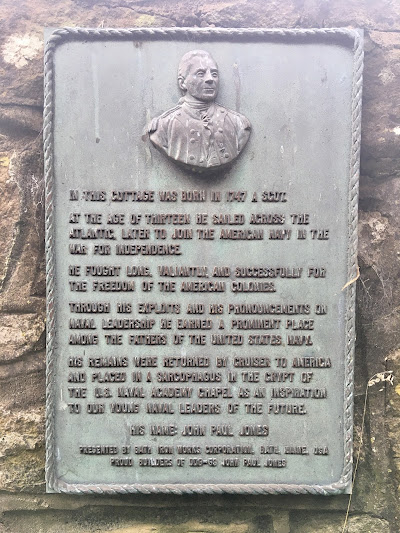 IN THIS COTTAGE WAS BORN IN 1747 A SCOT.
AT THE AGE OF THIRTEEN HE SAILED ACROSS THE
ATLANTIC, LATER TO JOIN THE AMERICAN NAVY IN THE
WAR FOR INDEPENDENCE.
HE FOUGHT LONG, VALIANTLY, AND SUCCESSFULLY FOR
THE FREEDOM OF THE AMERICAN COLONIES.
THROUGH HIS EXPLOITS AND HIS PRONOUNCEMENTS ON
NAVAL LEADERSHIP HE EARNED A PROMINENT PLACE
AMONG THE FATHERS OF THE UNITED STATES NAVY.
HIS REMAINS WERE RETURNED BY CRUISER TO AMERICA
AND PLACED IN A SARCOPHAGUS IN THE CRYPT OF
THE U.S. NAVAL ACADEMY CHAPEL AS AN INSPIRATION
TO OUR YOUNG NAVAL LEADERS OF THE FUTURE.
HIS NAME: JOHN PAUL JONES
PRESENTED BY BATH IRON WORKS CORPORATION, BATH, MAINE, USA
PROUD BUILDERS OF DDG-53 JOHN PAUL JONES